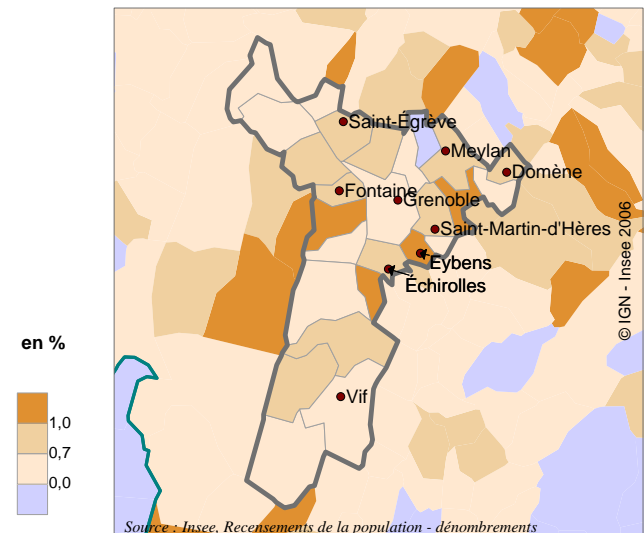 Saint-Égrève
Meylan
Domène
Fontaine
Grenoble
Saint-Martin-d'Hères
Eybens
Échirolles
Vif
en %
1,0
0,7
0,0
© IGN - Insee 2006
Source : Insee, Recensements de la population - dénombrements